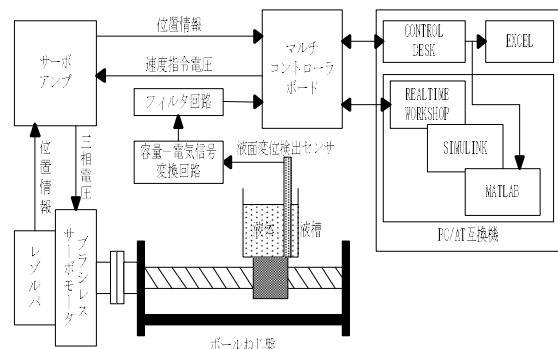 位置情報
サーボ
アンプ
速度指令電圧
マルチ
コントローラ
ボード
CONTROL
DESK
EXCEL
フィルタ回路
REALTIME
WORKSHOP
SIMULINK
MATLAB
PC/AT互換機
容量－電気信号
変換回路
液面変位検出センサ
位置情報
三相電圧
液体
液槽
レゾルバ
ブラシレス
サーボモータ
ボールねじ盤